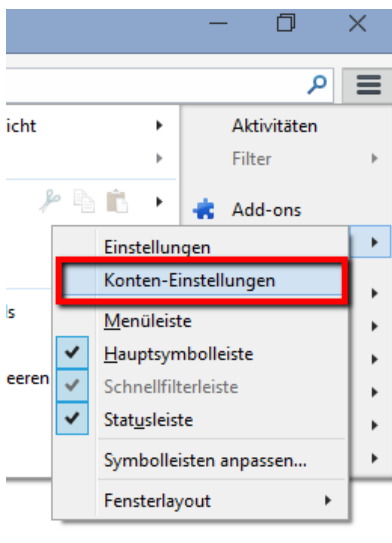 icht
Aktivitäten
Filter
Add-ons
Einstellungen
Konten-Einstellungen
ls
Menüleiste
Hauptsymbolleiste
eeren
Schnellfilterleiste
Statusleiste
Symbolleisten anpassen...
Fensterlayout